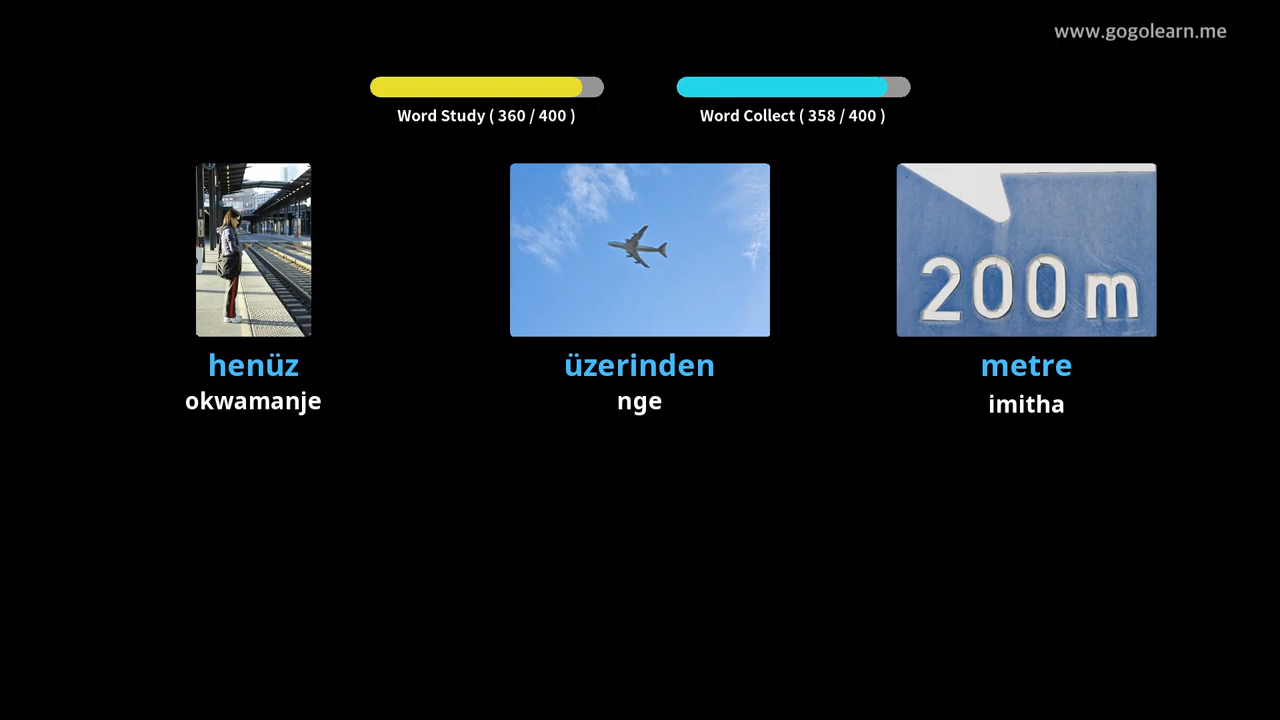 www.gogolearn.me
Word Study ( 360 / 400 )
Word Collect ( 358 / 400 )
200m
henüz
okwamanje
üzerinden
nge
metre
imitha